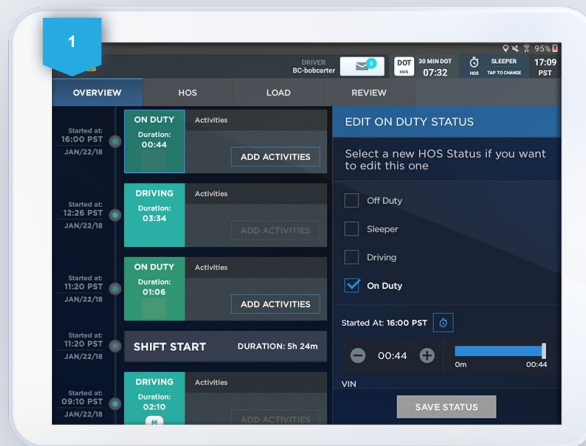 1
95%
DRIVER
BC-bobcarter
1
DOT
HOS
30 MIN DOT
07:32
HOS
SLEEPER
TAP TO CHANGE
17:09
PST
OVERVIEW
HOS
LOAD
REVIEW
Started at:
16:00 PST
JAN/22/18
ON DUTY
Duration:
00:44
Activities
ADD ACTIVITIES
Started at:
12:26 PST
JAN/22/18
DRIVING
Duration:
03:34
Activities
ADD ACTIVITIES
Started at:
11:20 PST
JAN/22/18
ON DUTY
Duration:
01:06
Activities
ADD ACTIVITIES
Started at:
11:20 PST
JAN/22/18
SHIFT START
DURATION: 5h 24m
Started at:
09:10 PST
JAN/22/18
DRIVING
Duration:
02:10
M
Activities
ADD ACTIVITIES
EDIT ON DUTY STATUS
Select a new HOS Status if you want
to edit this one
Off Duty
Sleeper
Driving
On Duty
Started At: 16:00 PST
00:44
0m
00:44
VIN
SAVE STATUS